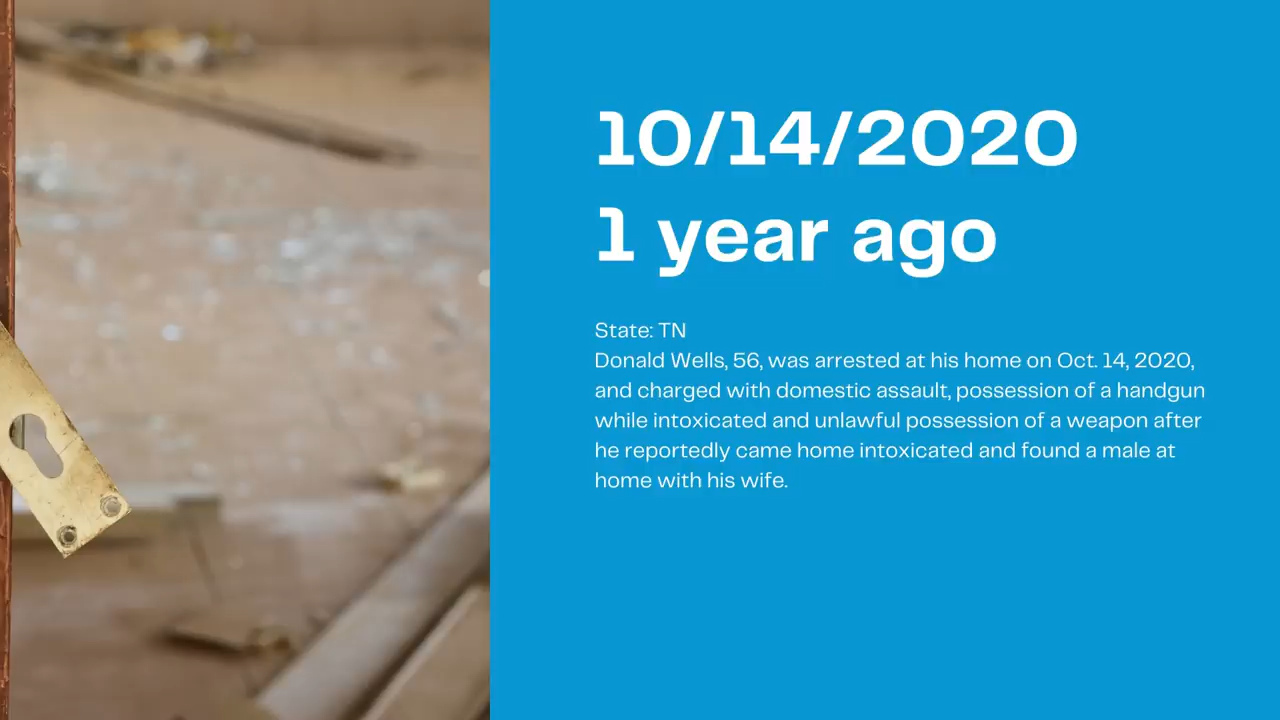 10/14/2020
1 year ago
State: TN
Donald Wells, 56, was arrested at his home on Oct. 14, 2020,
and charged with domestic assault, possession of a handgun
while intoxicated and unlawful possession of a weapon after
he reportedly came home intoxicated and found a male at
home with his wife.